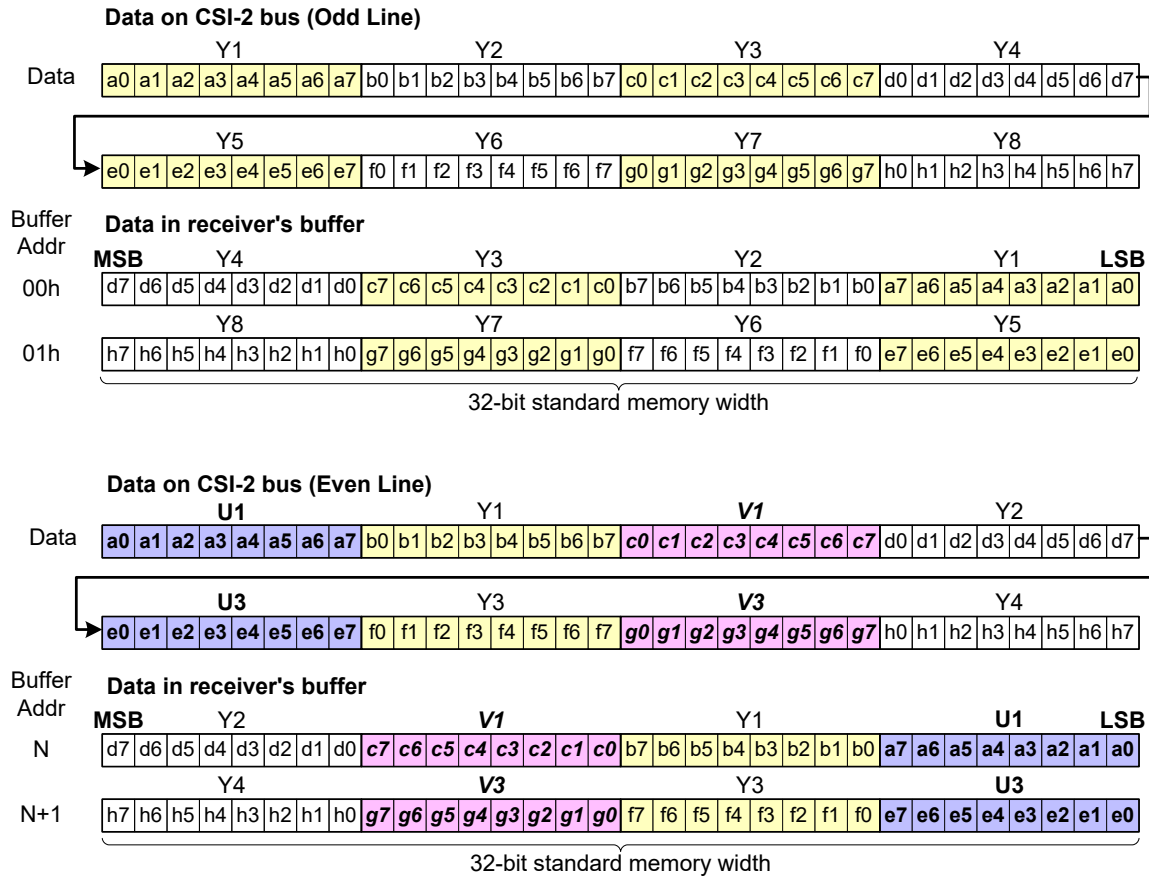 Data on CSI-2 bus (Odd Line)
Y1 Y2 Y3 Y4
Data a0 a1 a2 a3 a4 a5 a6 a7 b0 b1 b2 b3 b4 b5 b6 b7 c0 c1 c2 c3 c4 c5 c6 c7 d0 d1 d2 d3 d4 d5 d6 d7
Y5 Y6 Y7 Y8
e0 e1 e2 e3 e4 e5 e6 e7 f0 f1 f2 f3 f4 f5 f6 f7 g0 g1 g2 g3 g4 g5 g6 g7 h0 h1 h2 h3 h4 h5 h6 h7
Buffer
Addr
Data in receiver's buffer
MSB Y4 Y3 Y2 Y1 LSB
00h d7 d6 d5 d4 d3 d2 d1 d0 c7 c6 c5 c4 c3 c2 c1 c0 b7 b6 b5 b4 b3 b2 b1 b0 a7 a6 a5 a4 a3 a2 a1 a0
Y8 Y7 Y6 Y5
01h h7 h6 h5 h4 h3 h2 h1 h0 g7 g6 g5 g4 g3 g2 g1 g0 f7 f6 f5 f4 f3 f2 f1 f0 e7 e6 e5 e4 e3 e2 e1 e0
32-bit standard memory width
Data on CSI-2 bus (Even Line)
U1 Y1 V1 Y2
Data a0 a1 a2 a3 a4 a5 a6 a7 b0 b1 b2 b3 b4 b5 b6 b7 c0 c1 c2 c3 c4 c5 c6 c7 d0 d1 d2 d3 d4 d5 d6 d7
U3 Y3 V3 Y4
e0 e1 e2 e3 e4 e5 e6 e7 f0 f1 f2 f3 f4 f5 f6 f7 g0 g1 g2 g3 g4 g5 g6 g7 h0 h1 h2 h3 h4 h5 h6 h7
Buffer
Addr
Data in receiver's buffer
MSB Y2 V1 Y1 U1 LSB
N d7 d6 d5 d4 d3 d2 d1 d0 c7 c6 c5 c4 c3 c2 c1 c0 b7 b6 b5 b4 b3 b2 b1 b0 a7 a6 a5 a4 a3 a2 a1 a0
Y4 V3 Y3 U3
N+1 h7 h6 h5 h4 h3 h2 h1 h0 g7 g6 g5 g4 g3 g2 g1 g0 f7 f6 f5 f4 f3 f2 f1 f0 e7 e6 e5 e4 e3 e2 e1 e0
32-bit standard memory width